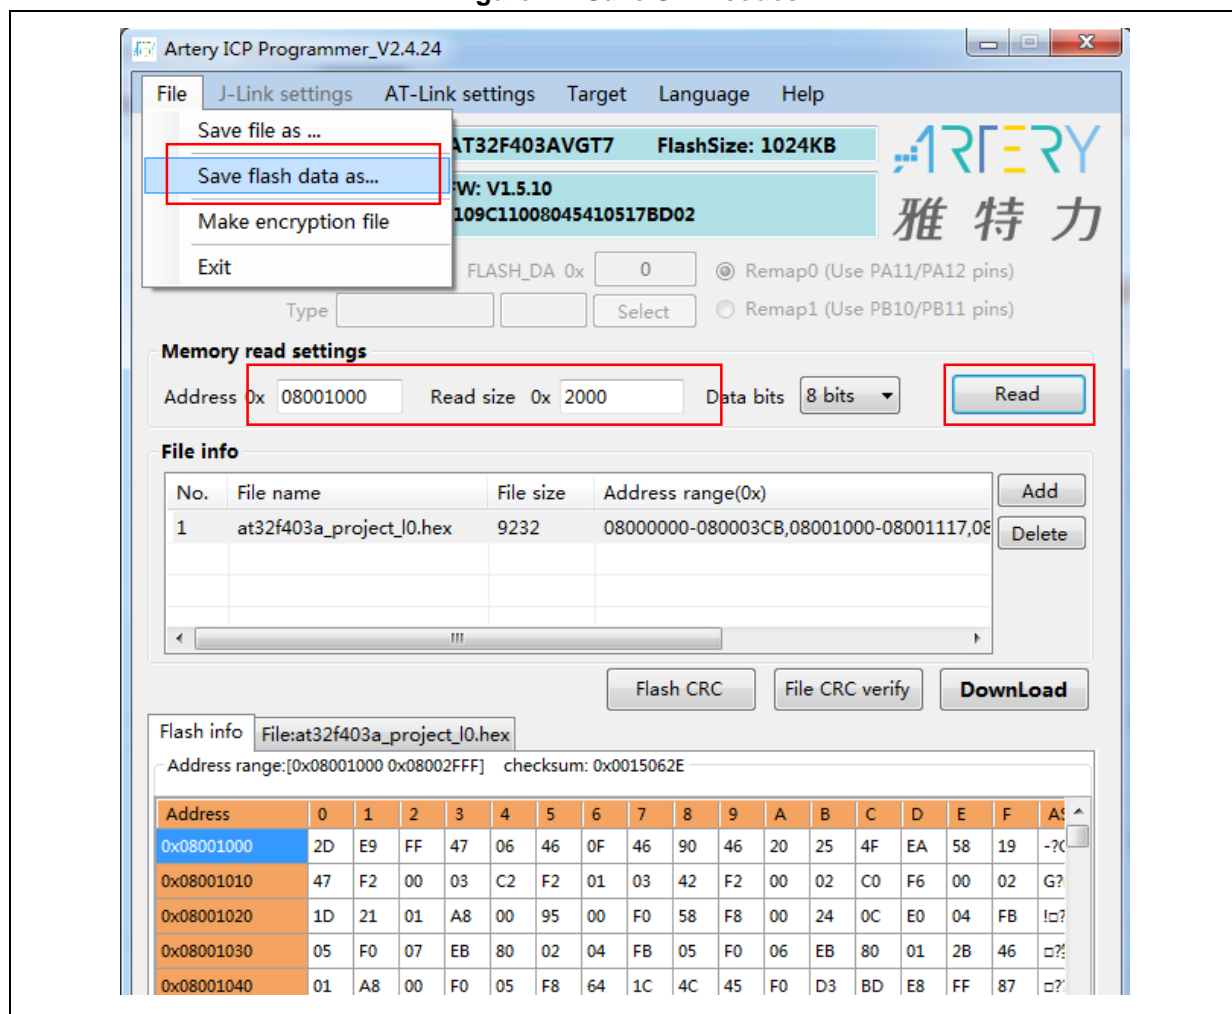 Artery ICP Programmer_V2.4.24
File J-Link settings AT-Link settings Target Language Help
Save file as ...
Save flash data as...
Make encryption file
Exit
AT32F403AVGT7 FlashSize: 1024KB
FW: V1.5.10
109C11008045410517BD02
ARTERY
雅特力
FLASH_DA 0x 0 Remap0 (Use PA11/PA12 pins)
Type Select Remap1 (Use PB10/PB11 pins)
Memory read settings
Address 0x 08001000 Read size 0x 2000 Data bits 8 bits Read
File info
No. File name File size Address range(0x) Add
1 at32f403a_project_l0.hex 9232 08000000-080003CB,08001000-08001117,08 Delete
Flash CRC File CRC verify DownLoad
Flash info File:at32f403a_project_l0.hex
Address range:[0x08001000 0x08002FFF] checksum: 0x0015062E
Address 0 1 2 3 4 5 6 7 8 9 A B C D E F
0x08001000 2D E9 FF 47 06 46 0F 46 90 46 20 25 4F EA 58 19
0x08001010 47 F2 00 03 C2 F2 01 03 42 F2 00 02 C0 F6 00 02 G?
0x08001020 1D 21 01 A8 00 95 00 F0 58 F8 00 24 0C E0 04 FB
0x08001030 05 F0 07 EB 80 02 04 FB 05 F0 06 EB 80 01 2B 46
0x08001040 01 A8 00 F0 05 F8 64 1C 4C 45 F0 D3 BD E8 FF 87